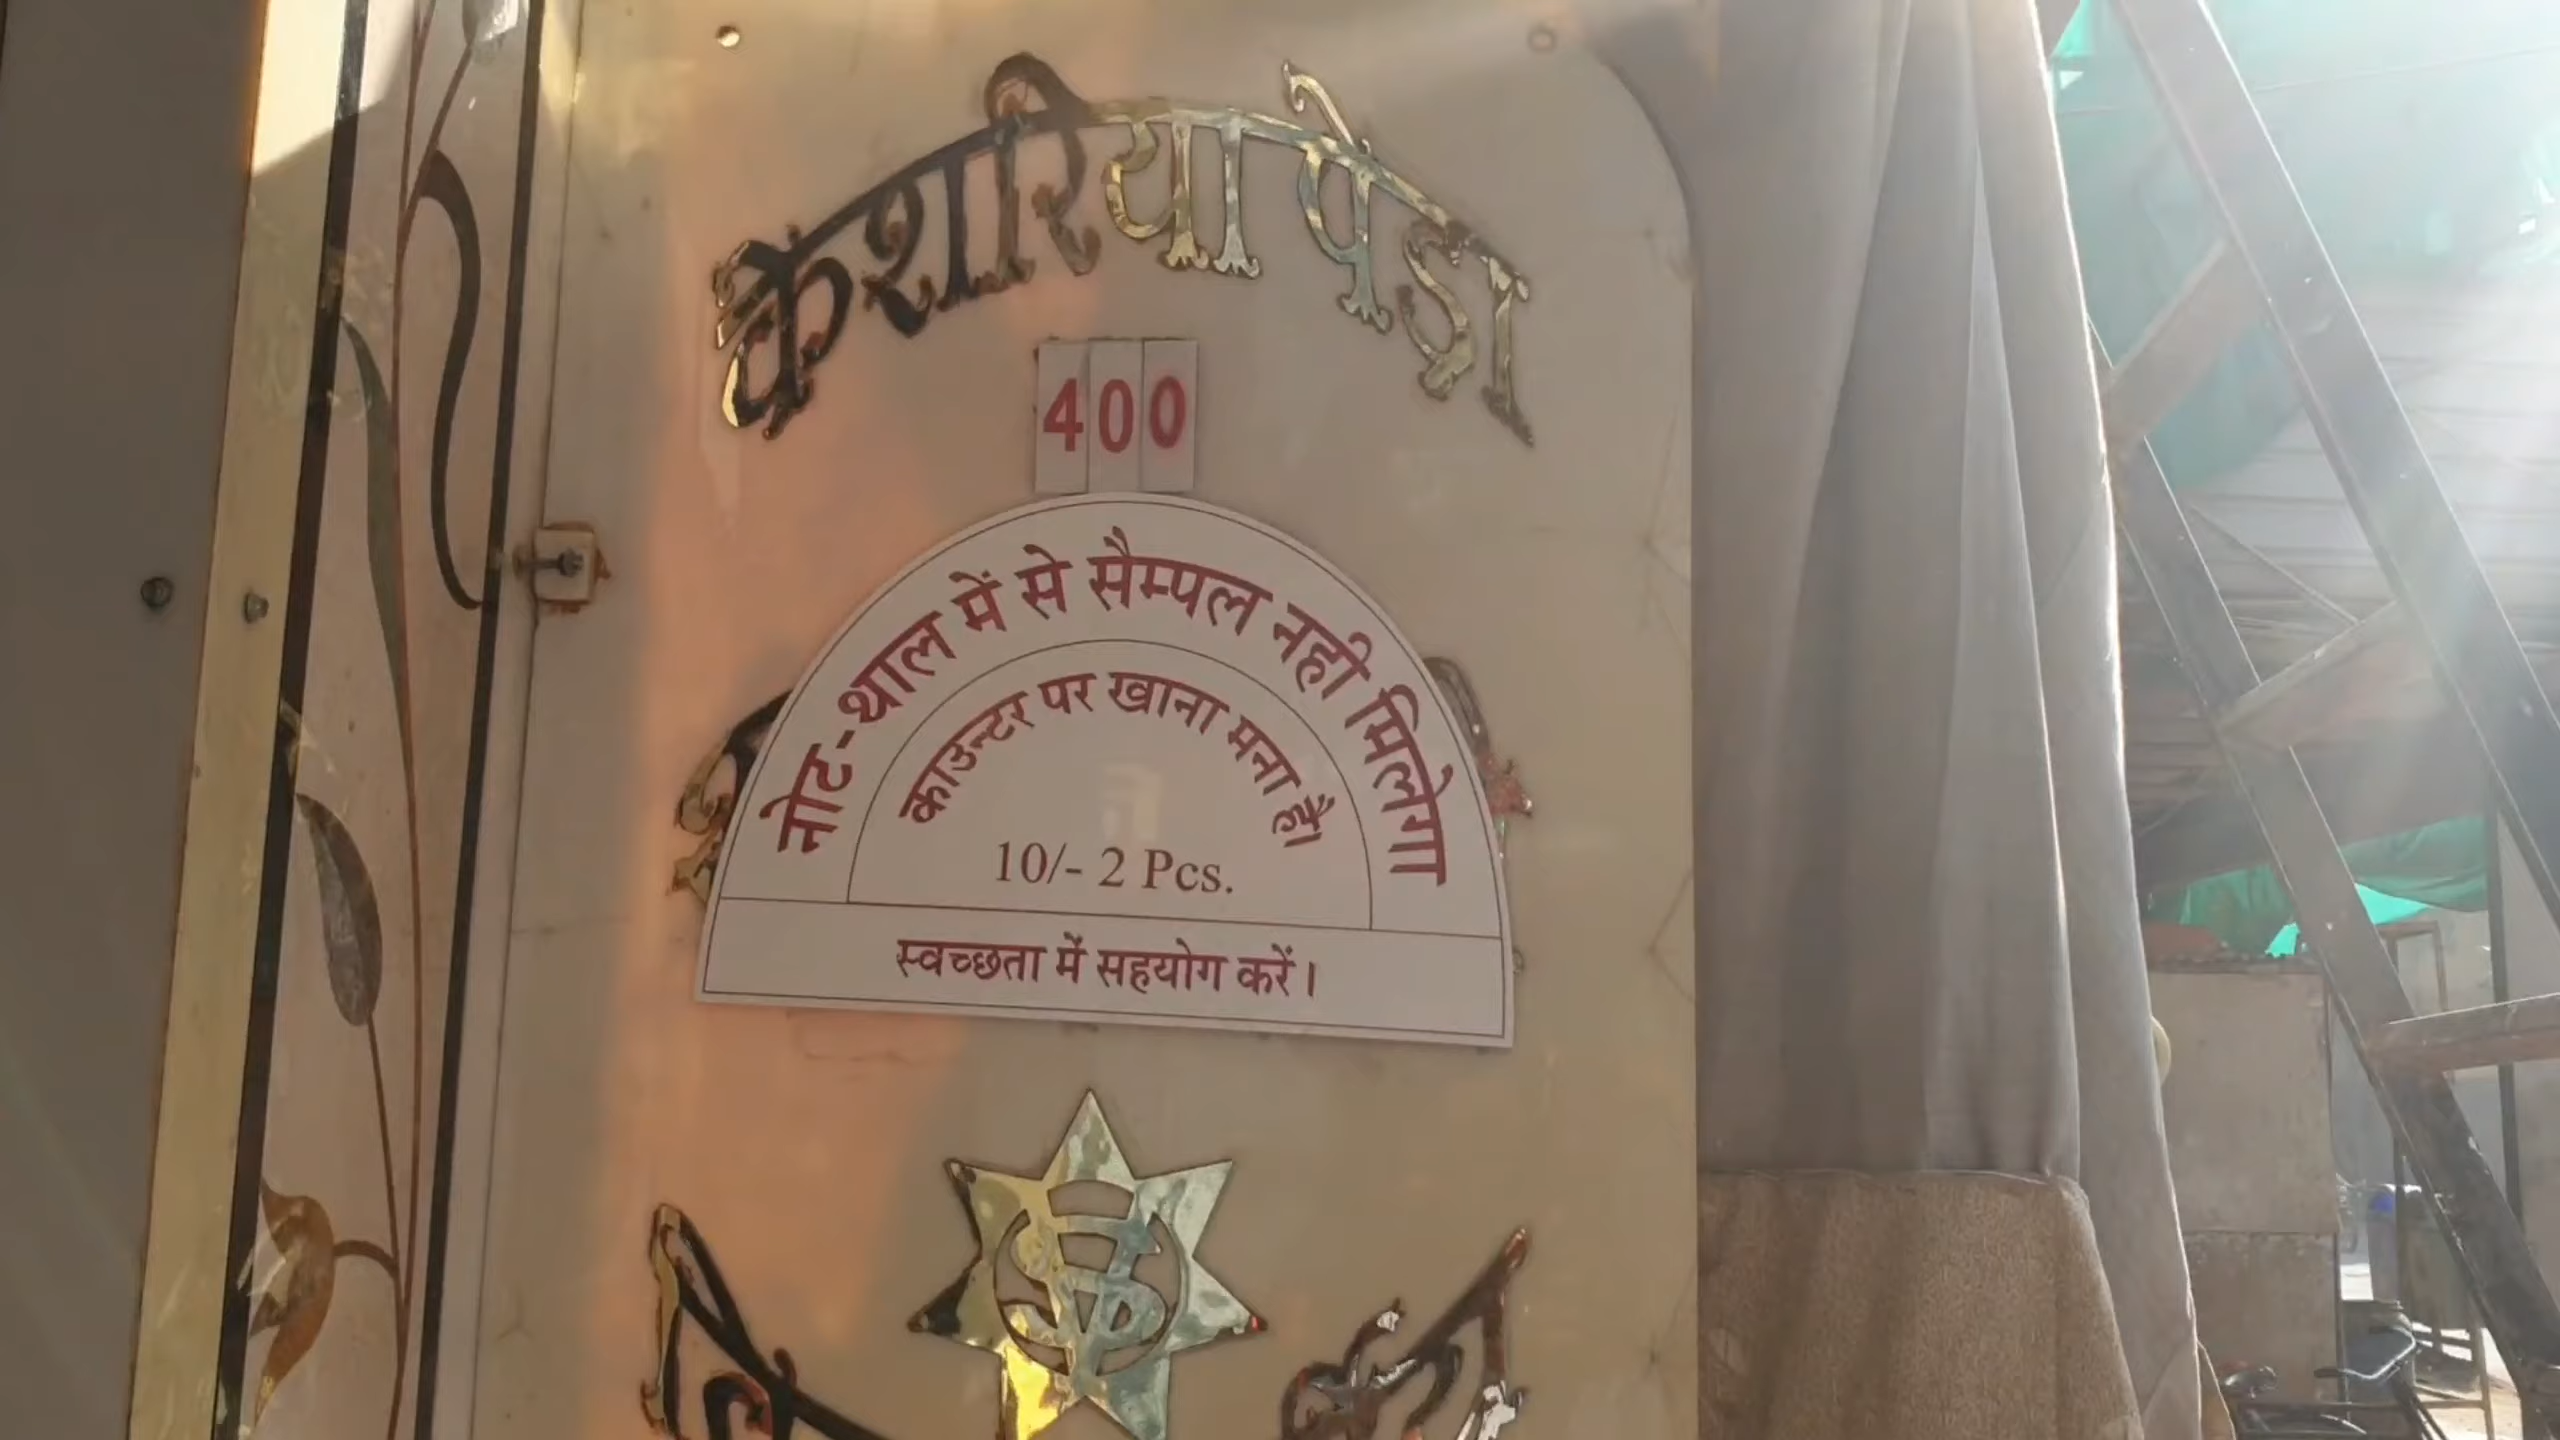 केशरिया पेड़ा
400
नोट-थाल में से सैम्पल नही मिलेगा
काउन्टर पर खाना मना है।
10/- 2 Pcs.
स्वच्छता में सहयोग करें।